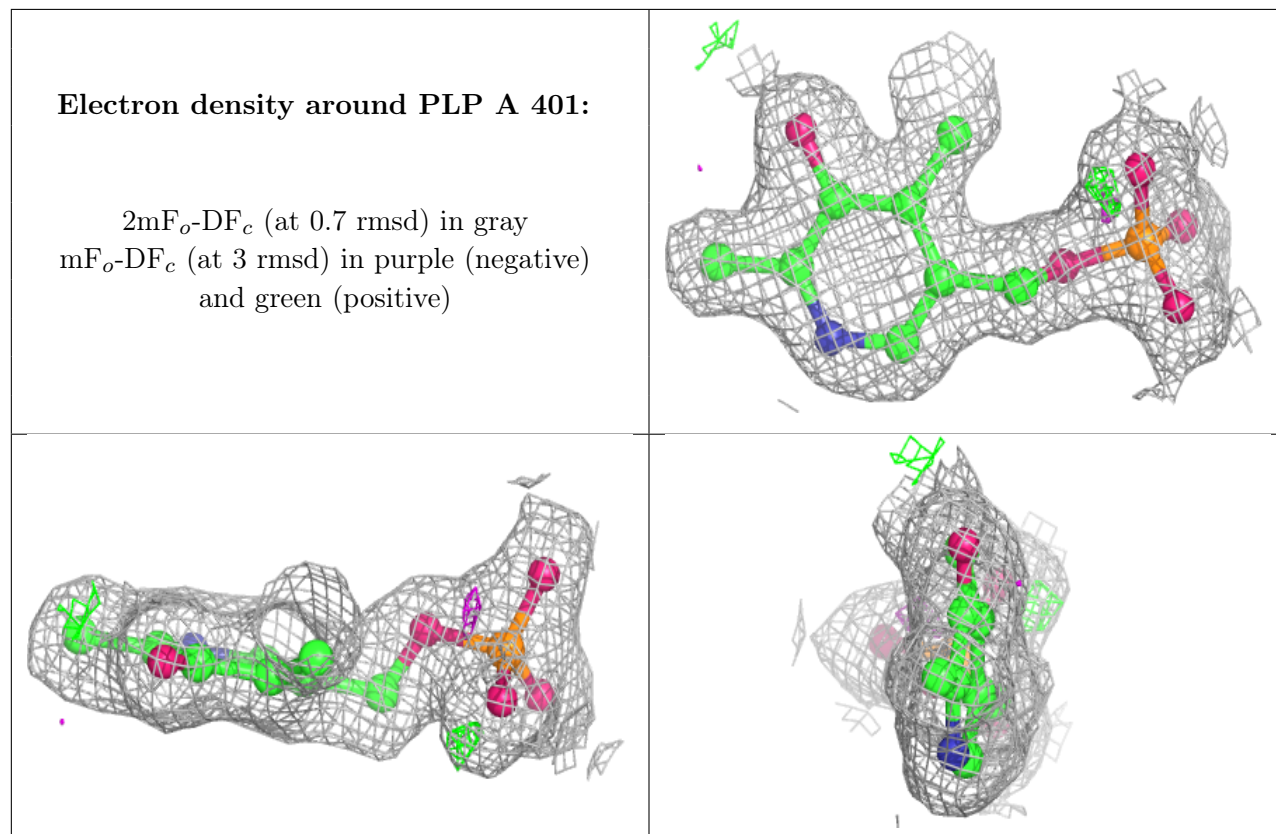 Electron density around PLP A 401:
2mFo-DFc (at 0.7 rmsd) in gray
mFo-DFc (at 3 rmsd) in purple (negative)
and green (positive)